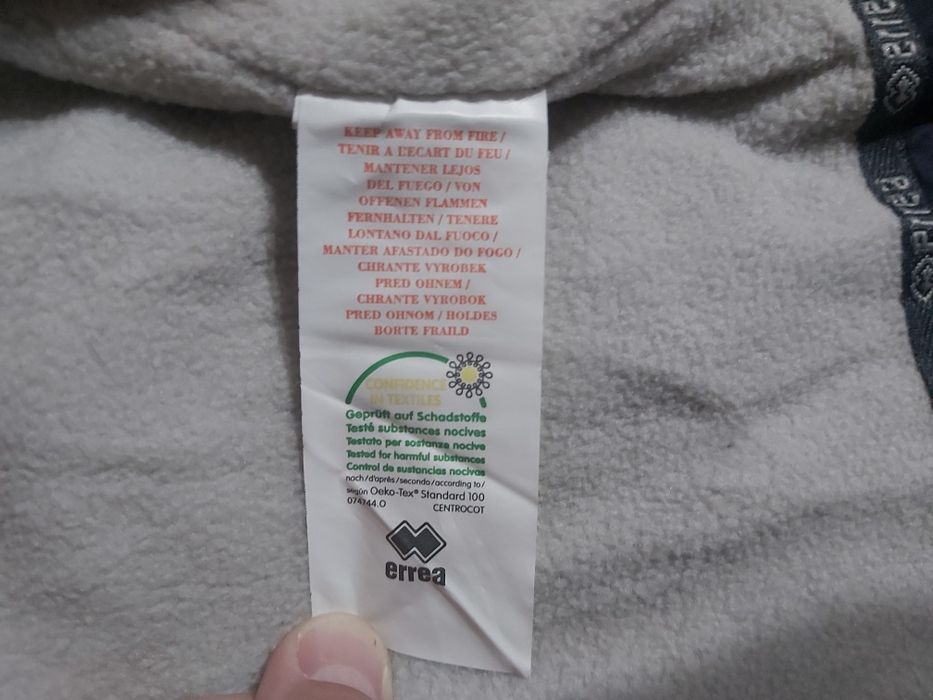 KEEP AWAY FROM FIRE /
TENIR A L'ECART DU FEU /
MANTENER LEJOS
DEL FUEGO / VON
OFFENEN FLAMMEN
FERNHALTEN / TENERE
LONTANO DAL FUOCO /
MANTER AFASTADO DO FOGO /
CHRANTE VYROBEK
PRED OHNEM /
CHRANTE VYROBOK
PRED OHNOM / HOLDES
BORTE FRAILD
CONFIDENCE
IN TEXTILES
Geprüft auf Schadstoffe
Testé substances nocives
Testato per sostanze nocive
Tested for harmful substances
Control de sustancias nocivas
nach/d'après/secondo/according to/
según Oeko-Tex® Standard 100
074744.O CENTROCOT
errea
errea
errea